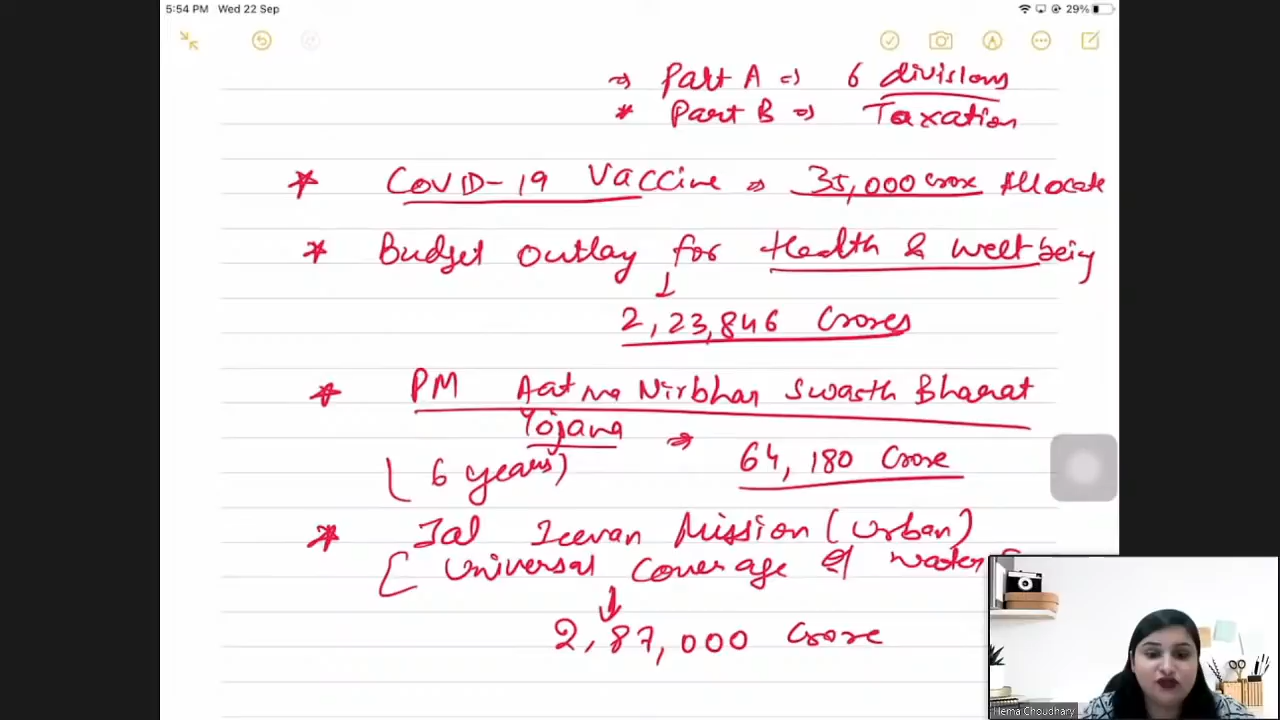 5:54 PM Wed 22 Sep
29%
⇒ Part A ⇒ 6 divisions
* Part B ⇒ Taxation
* COVID-19 Vaccine ⇒ 35,000 crore Allocate
* Budget Outlay for Health & Well being
↓
2,23,846 Crores
* PM Aatma Nirbhar Swasth Bharat
Yojana ⇒
(6 years)
64,180 Crore
* Jal Jeevan Mission (Urban)
[ Universal Coverage of water
↓
2,87,000 Crore
Hema Choudhary